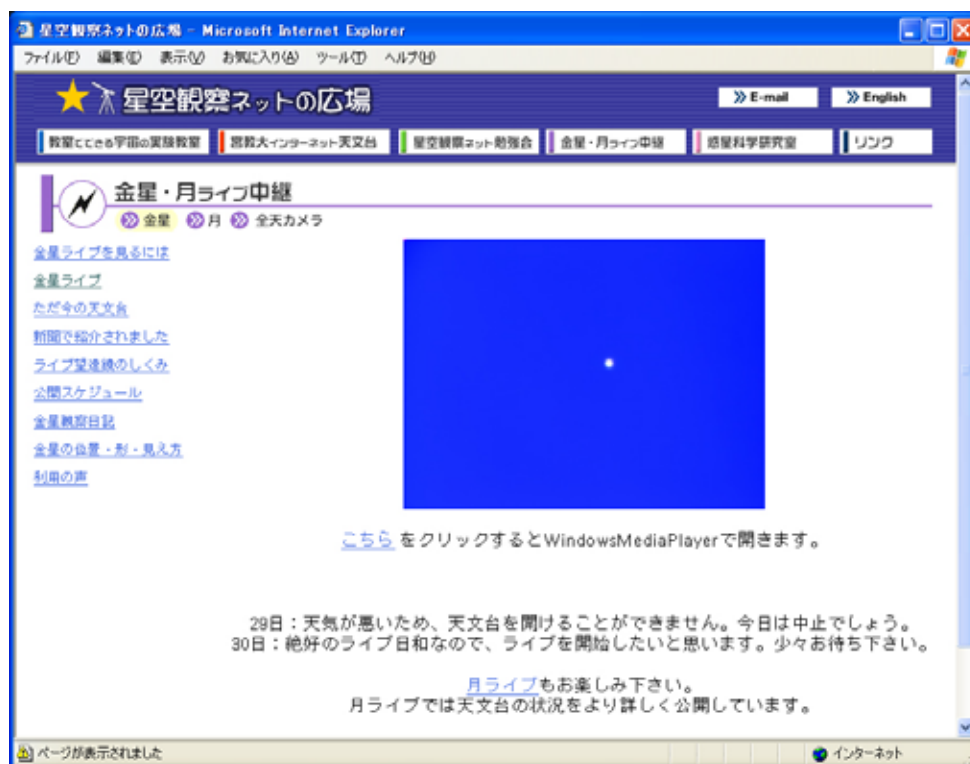 星空観察ネットの広場 - Microsoft Internet Explorer
ファイル(F) 編集(E) 表示(V) お気に入り(A) ツール(T) ヘルプ(H)
星空観察ネットの広場
E-mail
English
教室でできる宇宙の実験教室
宮教大インターネット天文台
星空観察ネット勉強会
金星・月ライブ中継
惑星科学研究室
リンク
金星・月ライブ中継
金星 月 全天カメラ
金星ライブを見るには
金星ライブ
ただ今の天文台
新聞で紹介されました
ライブ望遠鏡のしくみ
公開スケジュール
金星観察日記
金星の位置・形・見え方
利用の声
こちら をクリックするとWindowsMediaPlayerで開きます。
29日：天気が悪いため、天文台を開けることができません。今日は中止でしょう。
30日：絶好のライブ日和なので、ライブを開始したいと思います。少々お待ち下さい。
月ライブもお楽しみ下さい。
月ライブでは天文台の状況をより詳しく公開しています。
ページが表示されました
インターネット